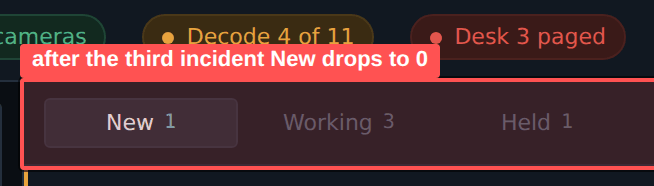 cameras Decode 4 of 11 Desk 3 paged
after the third incident New drops to 0
New 1 Working 3 Held 1